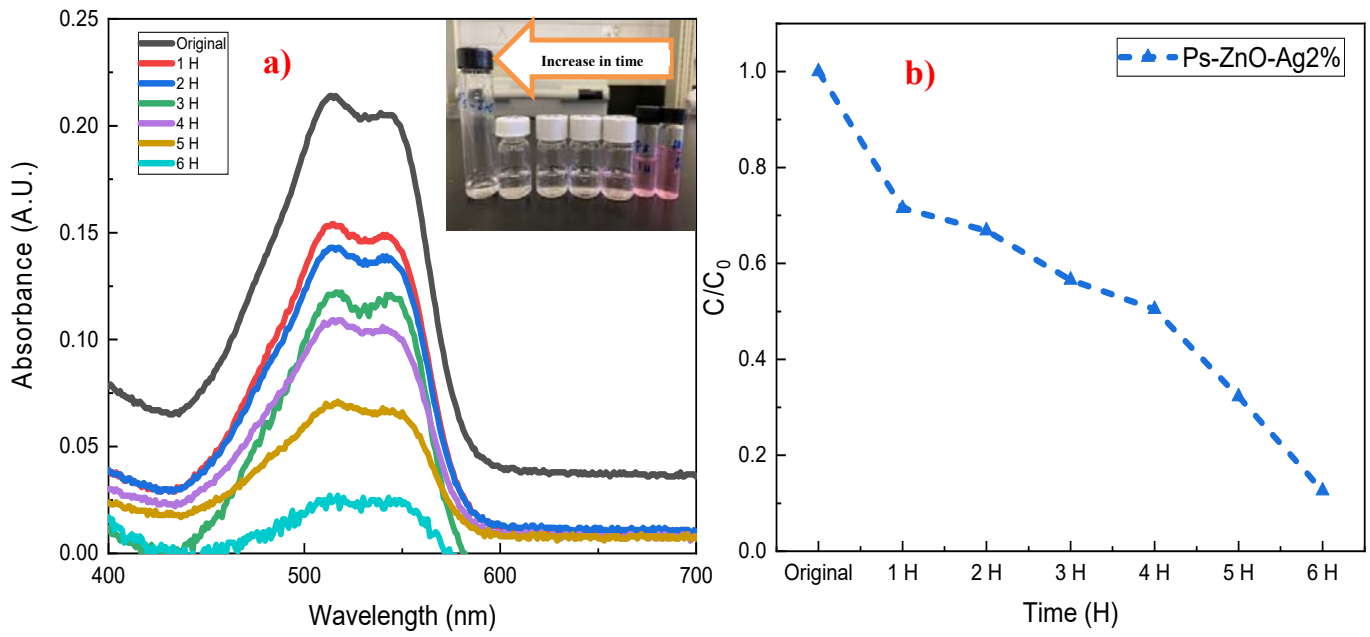 a)
Original
1 H
2 H
3 H
4 H
5 H
6 H
Increase in time
0.25
0.20
0.15
0.10
0.05
0.00
400
500
600
700
Absorbance (A.U.)
Wavelength (nm)
b)
Ps-ZnO-Ag2%
1.0
0.8
0.6
0.4
0.2
0.0
Original
1 H
2 H
3 H
4 H
5 H
6 H
C/C₀
Time (H)